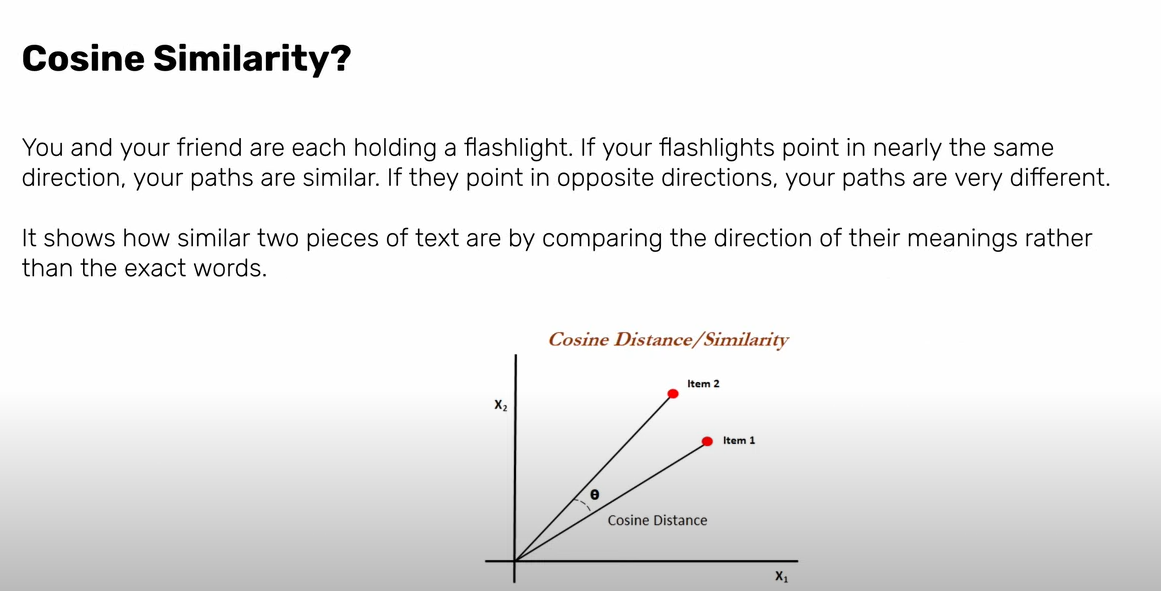 Cosine Similarity?
You and your friend are each holding a flashlight. If your flashlights point in nearly the same
direction, your paths are similar. If they point in opposite directions, your paths are very different.
It shows how similar two pieces of text are by comparing the direction of their meanings rather
than the exact words.
Cosine Distance/Similarity
Item 2
X₂
Item 1
θ
Cosine Distance
X₁